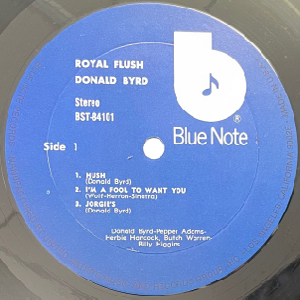 ROYAL FLUSH
DONALD BYRD
Stereo
BST-84101
b
®
Blue Note
Side 1
1. HUSH
(Donald Byrd)
2. I'M A FOOL TO WANT YOU
(Wolf-Herron-Sinatra)
3. JORGIE'S
(Donald Byrd)
Donald Byrd-Pepper Adams-
Herbie Hancock, Butch Warren-
Billy Higgins